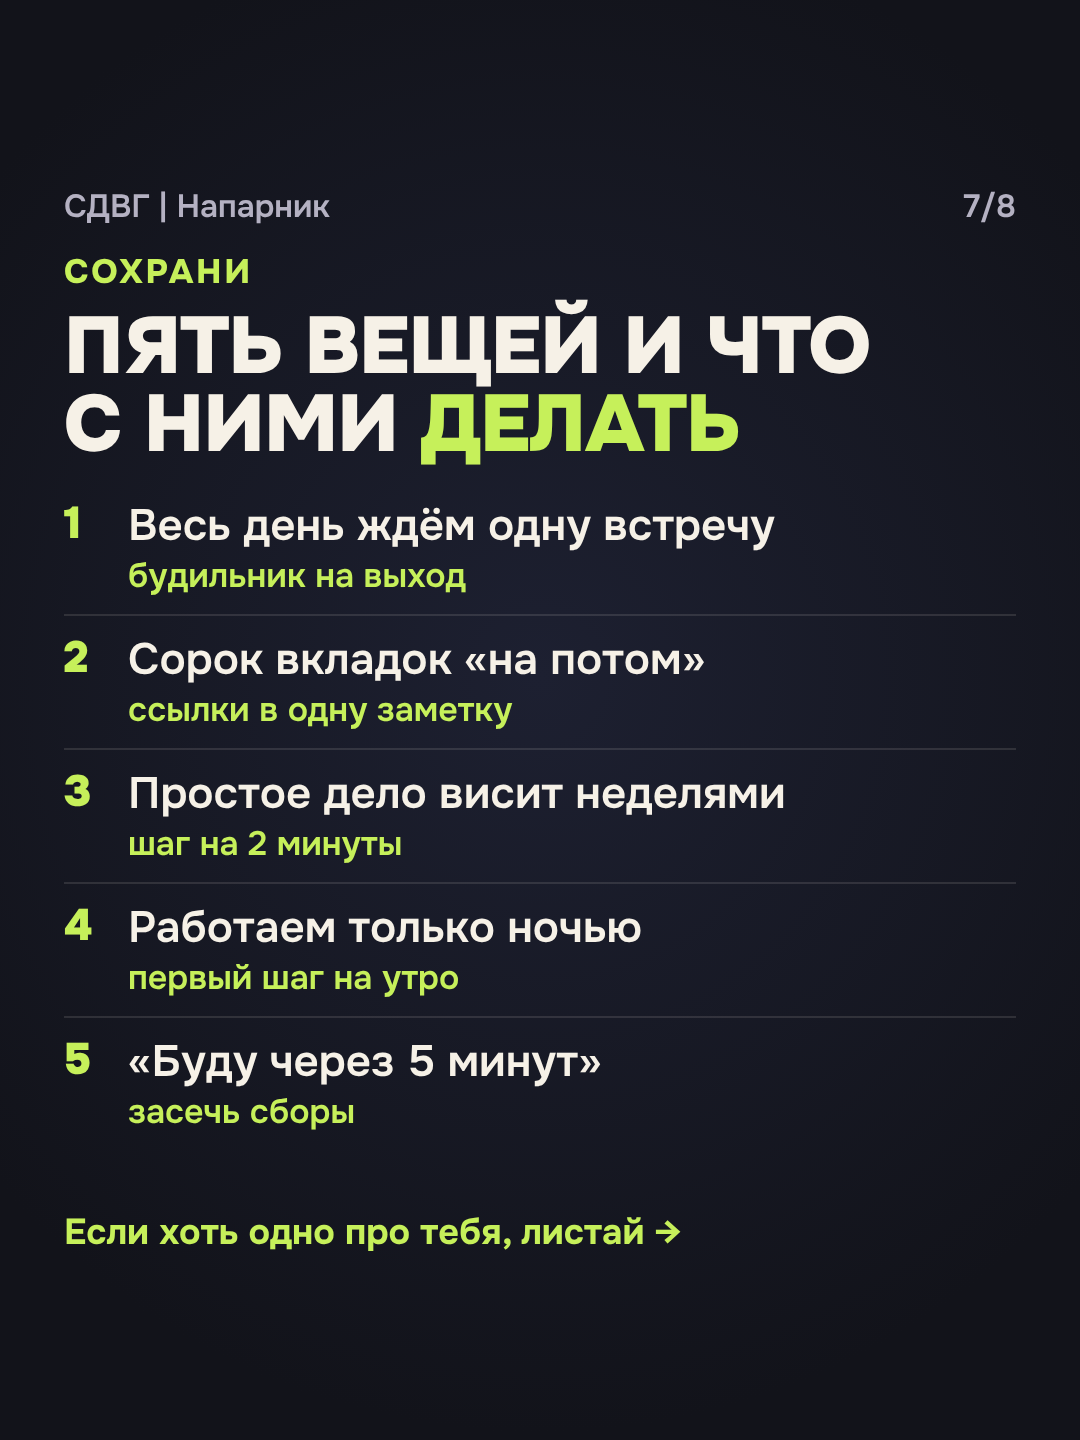 СДВГ | Напарник
7/8
СОХРАНИ
ПЯТЬ ВЕЩЕЙ И ЧТО
С НИМИ ДЕЛАТЬ
1 Весь день ждём одну встречу
будильник на выход
2 Сорок вкладок «на потом»
ссылки в одну заметку
3 Простое дело висит неделями
шаг на 2 минуты
4 Работаем только ночью
первый шаг на утро
5 «Буду через 5 минут»
засечь сборы
Если хоть одно про тебя, листай →